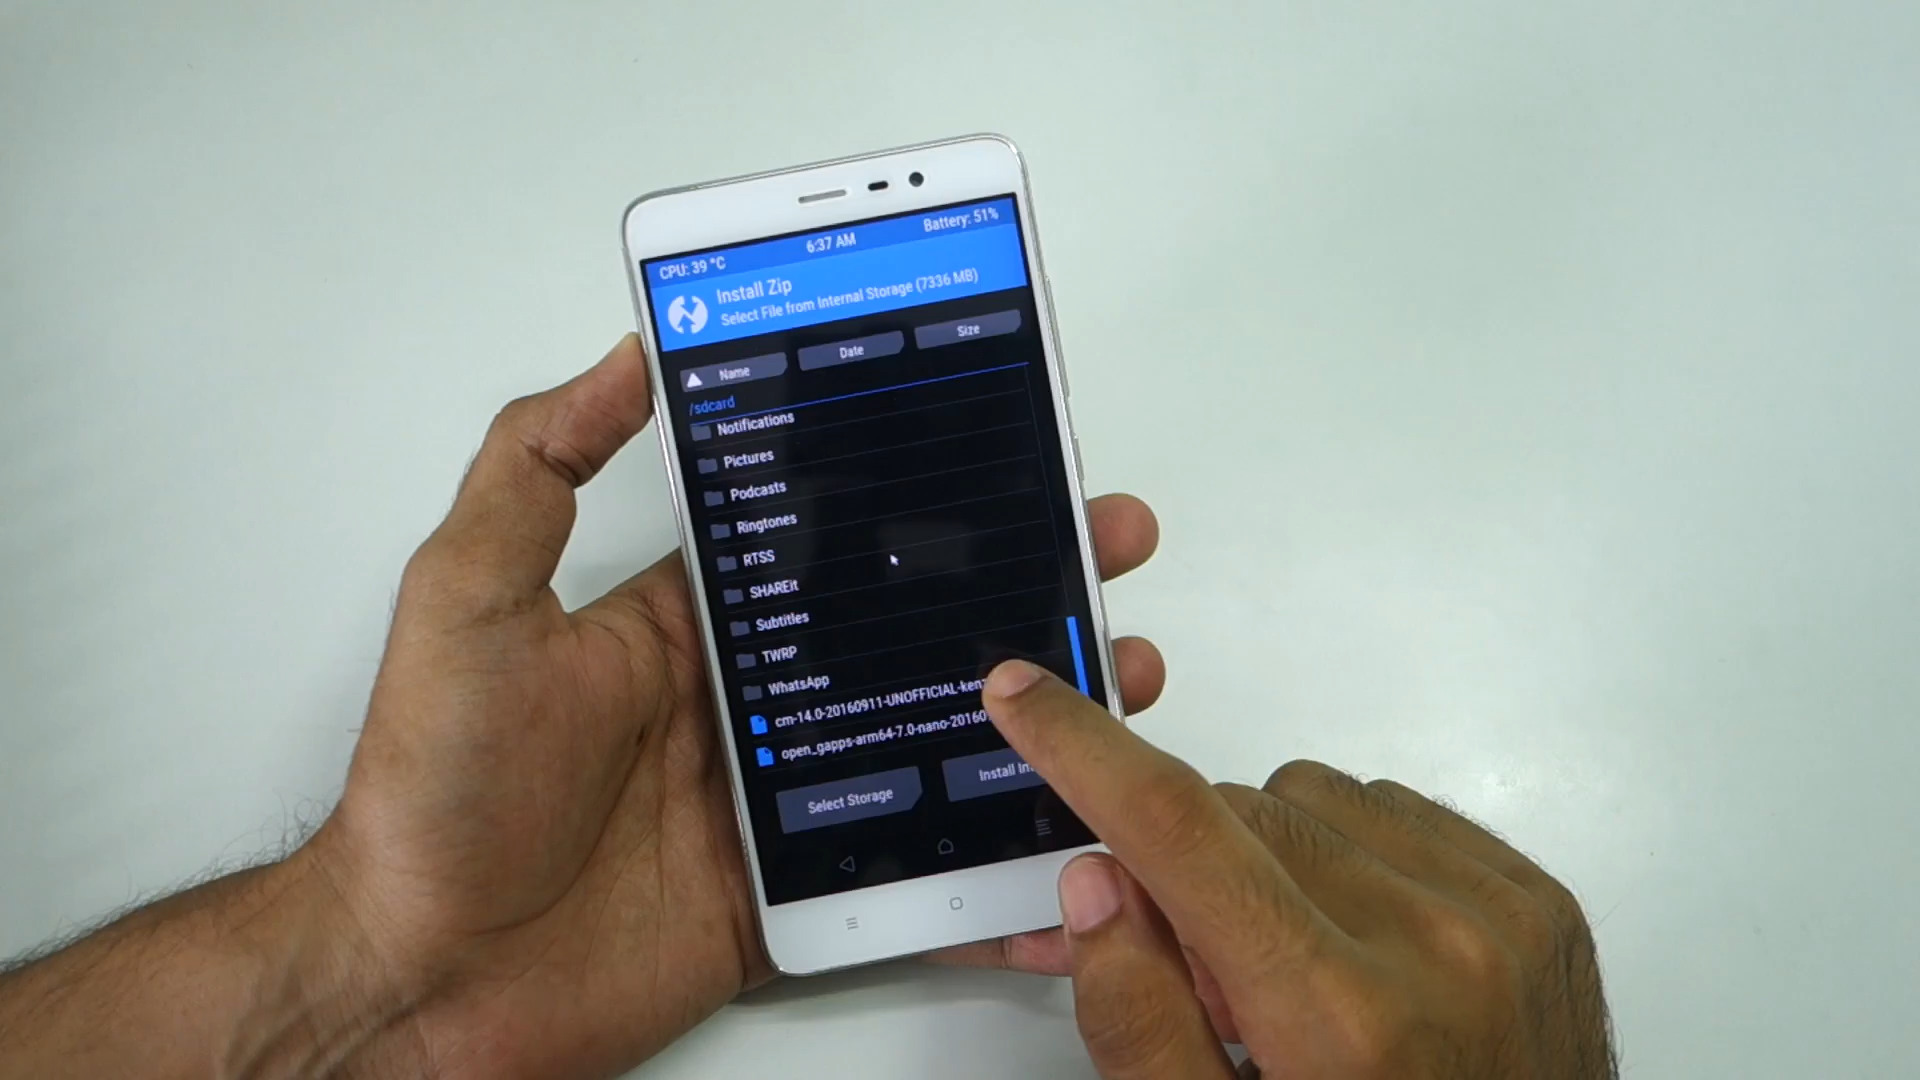 CPU: 39 °C
6:37 AM
Battery: 51%
Install Zip
Select File from Internal Storage (7336 MB)
Name
Date
Size
/sdcard
Notifications
Pictures
Podcasts
Ringtones
RTSS
SHAREit
Subtitles
TWRP
WhatsApp
cm-14.0-20160911-UNOFFICIAL-kenz
open_gapps-arm64-7.0-nano-20160
Select Storage
Install